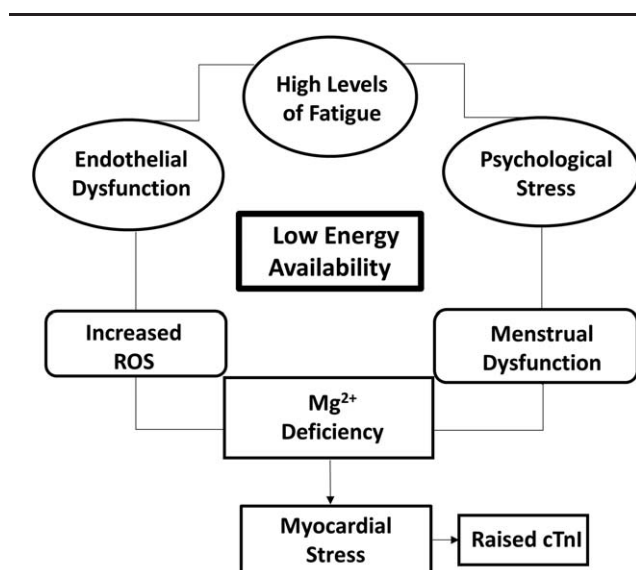 High Levels
of Fatigue
Endothelial
Dysfunction
Psychological
Stress
Low Energy
Availability
Increased
ROS
Menstrual
Dysfunction
Mg²⁺
Deficiency
Myocardial
Stress
Raised cTnI